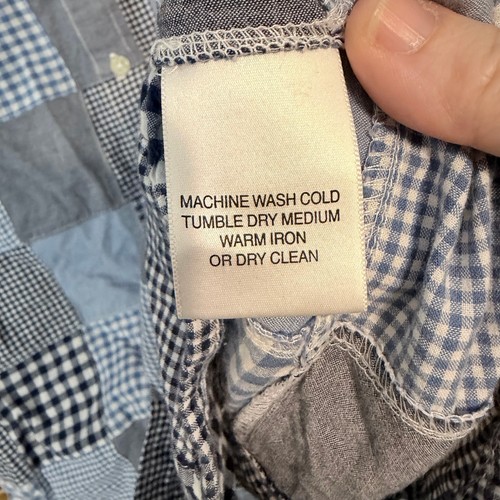 MACHINE WASH COLD
TUMBLE DRY MEDIUM
WARM IRON
OR DRY CLEAN